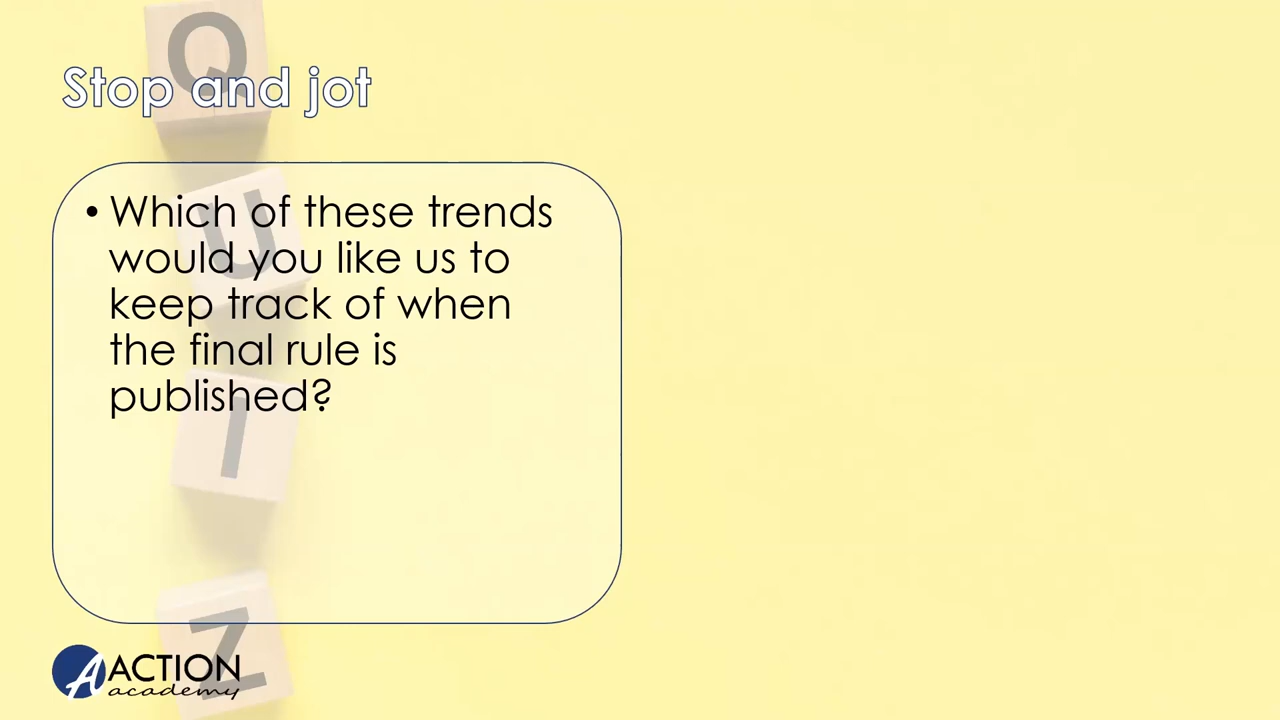 Stop and jot
• Which of these trends
would you like us to
keep track of when
the final rule is
published?
Q
U
I
Z
A ACTION
academy